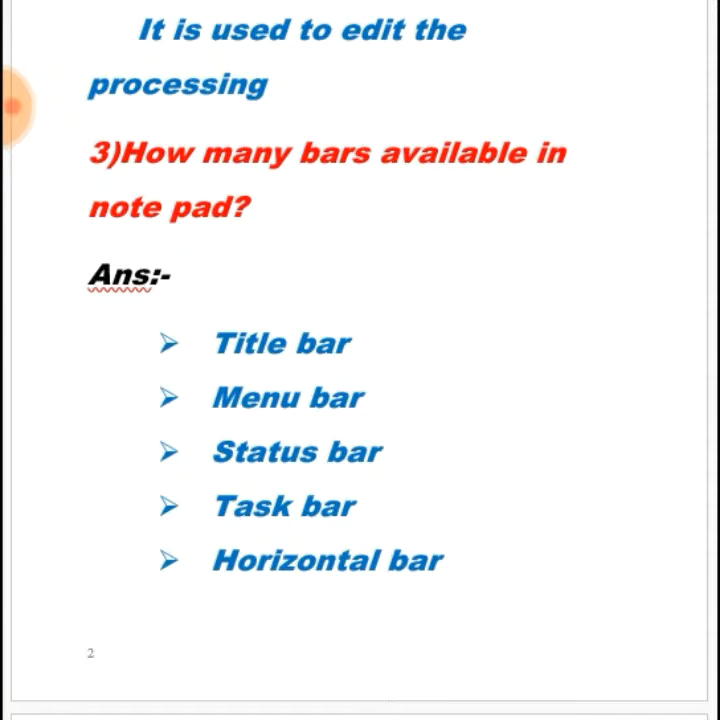 It is used to edit the
processing
3)How many bars available in
note pad?
Ans:-
➢ Title bar
➢ Menu bar
➢ Status bar
➢ Task bar
➢ Horizontal bar
2